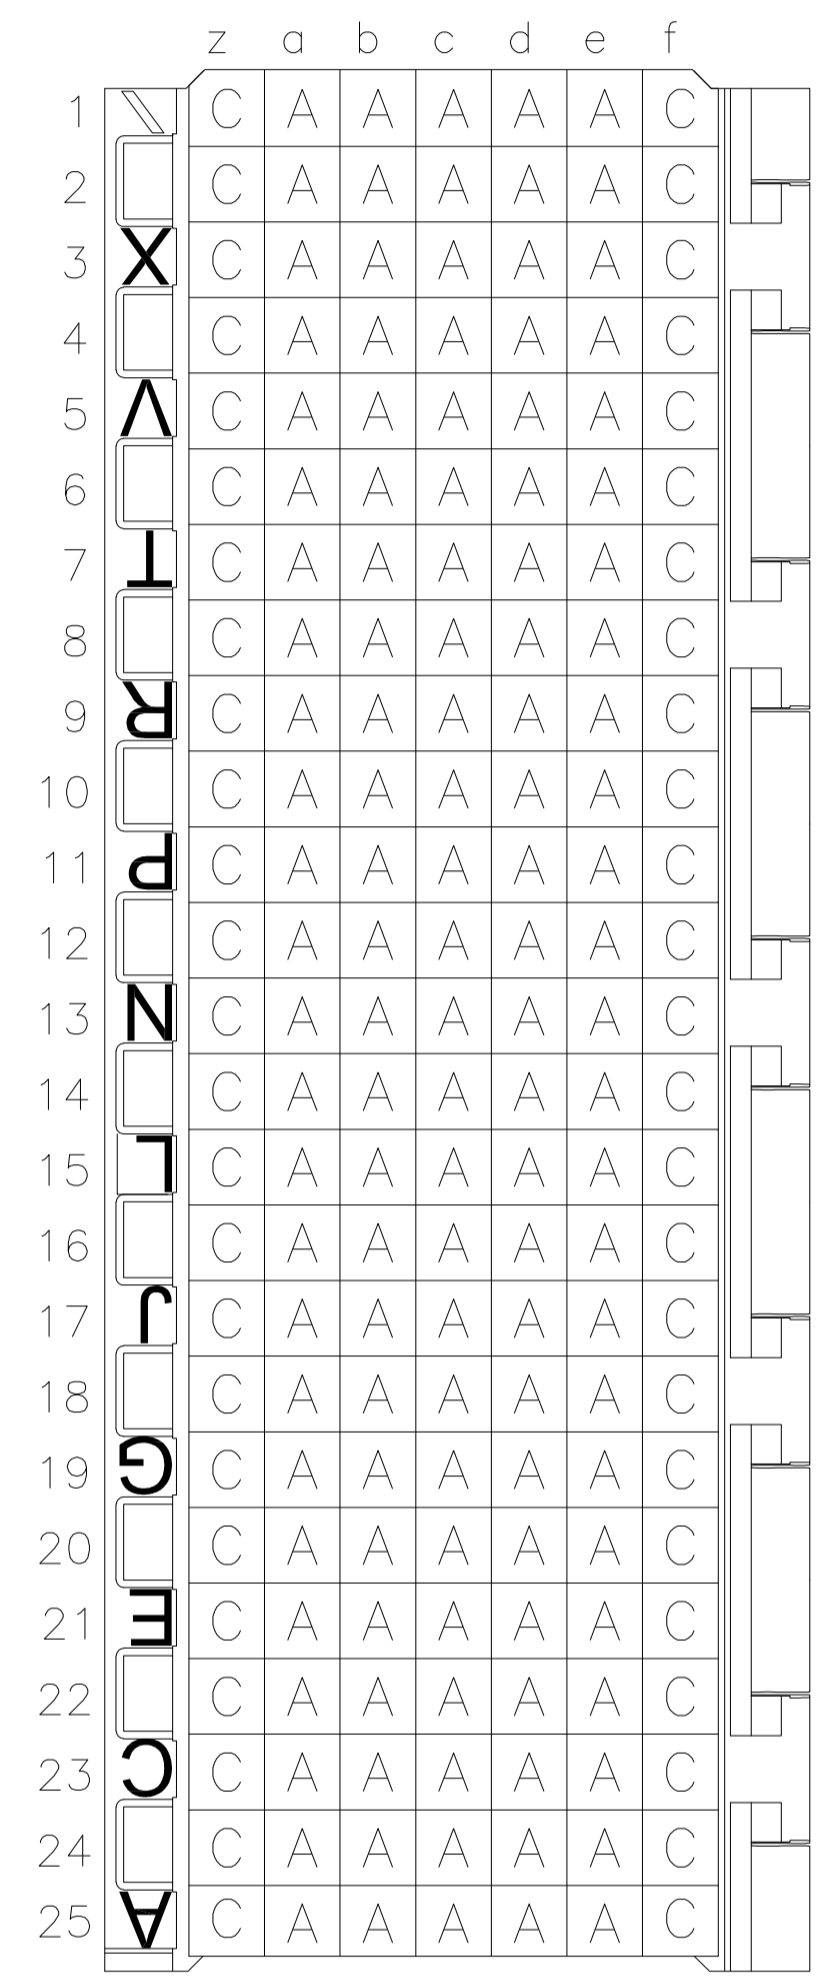 z a b c d e f
1 C A A A A A C
2 C A A A A A C
3 X C A A A A A C
4 C A A A A A C
5 V C A A A A A C
6 C A A A A A C
7 T C A A A A A C
8 C A A A A A C
9 R C A A A A A C
10 C A A A A A C
11 P C A A A A A C
12 C A A A A A C
13 N C A A A A A C
14 C A A A A A C
15 L C A A A A A C
16 C A A A A A C
17 J C A A A A A C
18 C A A A A A C
19 G C A A A A A C
20 C A A A A A C
21 E C A A A A A C
22 C A A A A A C
23 C C A A A A A C
24 C A A A A A C
25 A C A A A A A C